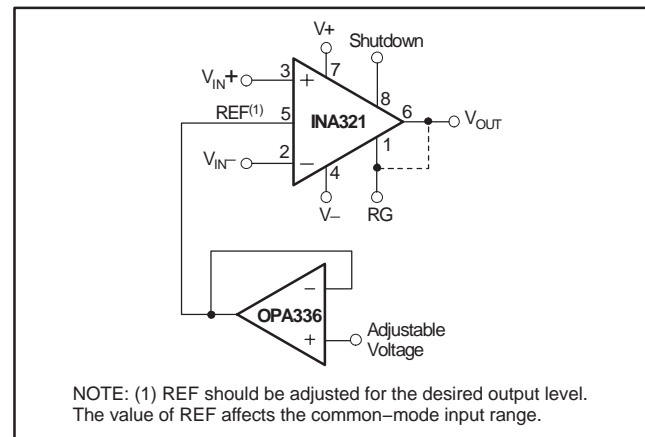 V+
Shutdown
VIN+
3
7
+
8
REF(1)
5
INA321
6
VOUT
1
VIN−
2
−
4
V−
RG
−
OPA336
+
Adjustable
Voltage
NOTE: (1) REF should be adjusted for the desired output level.
The value of REF affects the common−mode input range.